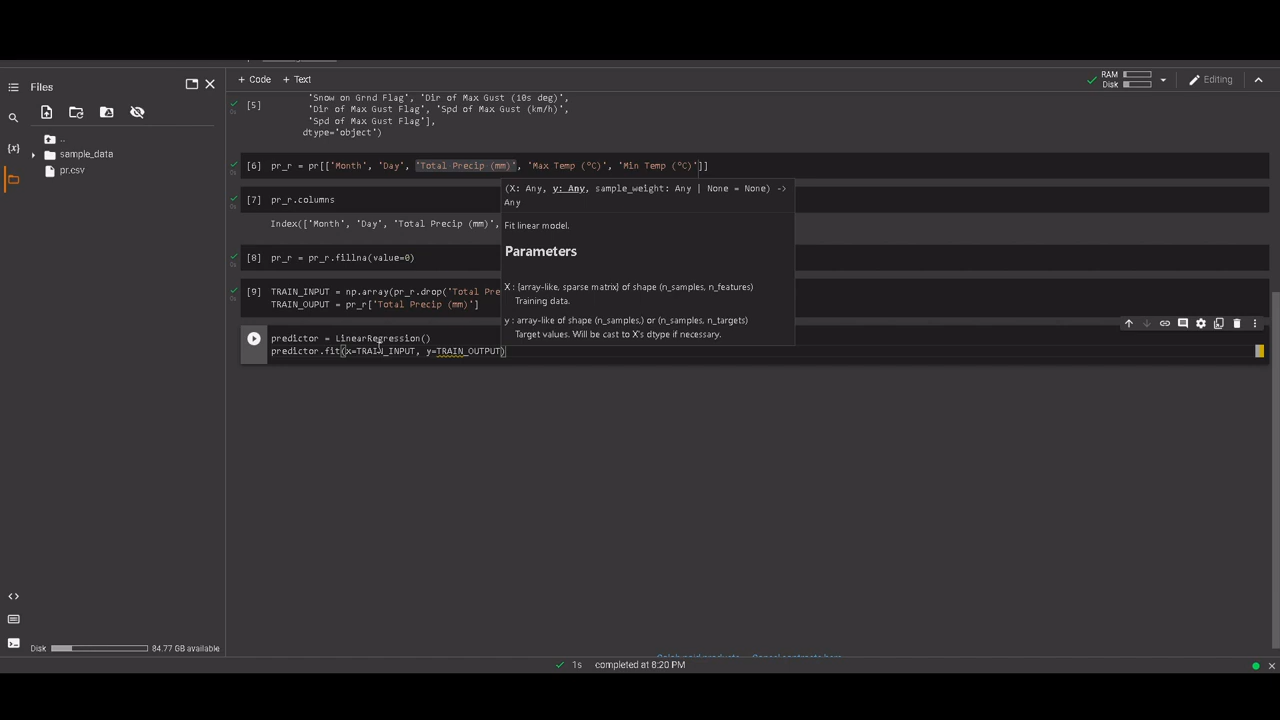 Files
+ Code + Text
RAM
Disk
Editing
..
sample_data
pr.csv
[5]
'Snow on Grnd Flag', 'Dir of Max Gust (10s deg)',
'Dir of Max Gust Flag', 'Spd of Max Gust (km/h)',
'Spd of Max Gust Flag'],
dtype='object')
[6] pr_r = pr[['Month', 'Day', 'Total Precip (mm)', 'Max Temp (°C)', 'Min Temp (°C)']]
[7] pr_r.columns
Index(['Month', 'Day', 'Total Precip (mm)',
[8] pr_r = pr_r.fillna(value=0)
[9] TRAIN_INPUT = np.array(pr_r.drop('Total Pre
TRAIN_OUPUT = pr_r['Total Precip (mm)']
(X: Any, y: Any, sample_weight: Any | None = None) ->
Any
Fit linear model.
Parameters
X : {array-like, sparse matrix} of shape (n_samples, n_features)
Training data.
y : array-like of shape (n_samples,) or (n_samples, n_targets)
Target values. Will be cast to X's dtype if necessary.
predictor = LinearRegression()
predictor.fit(x=TRAIN_INPUT, y=TRAIN_OUTPUT)
Disk 84.77 GB available
Colab paid products - Cancel contracts here
1s completed at 8:20 PM